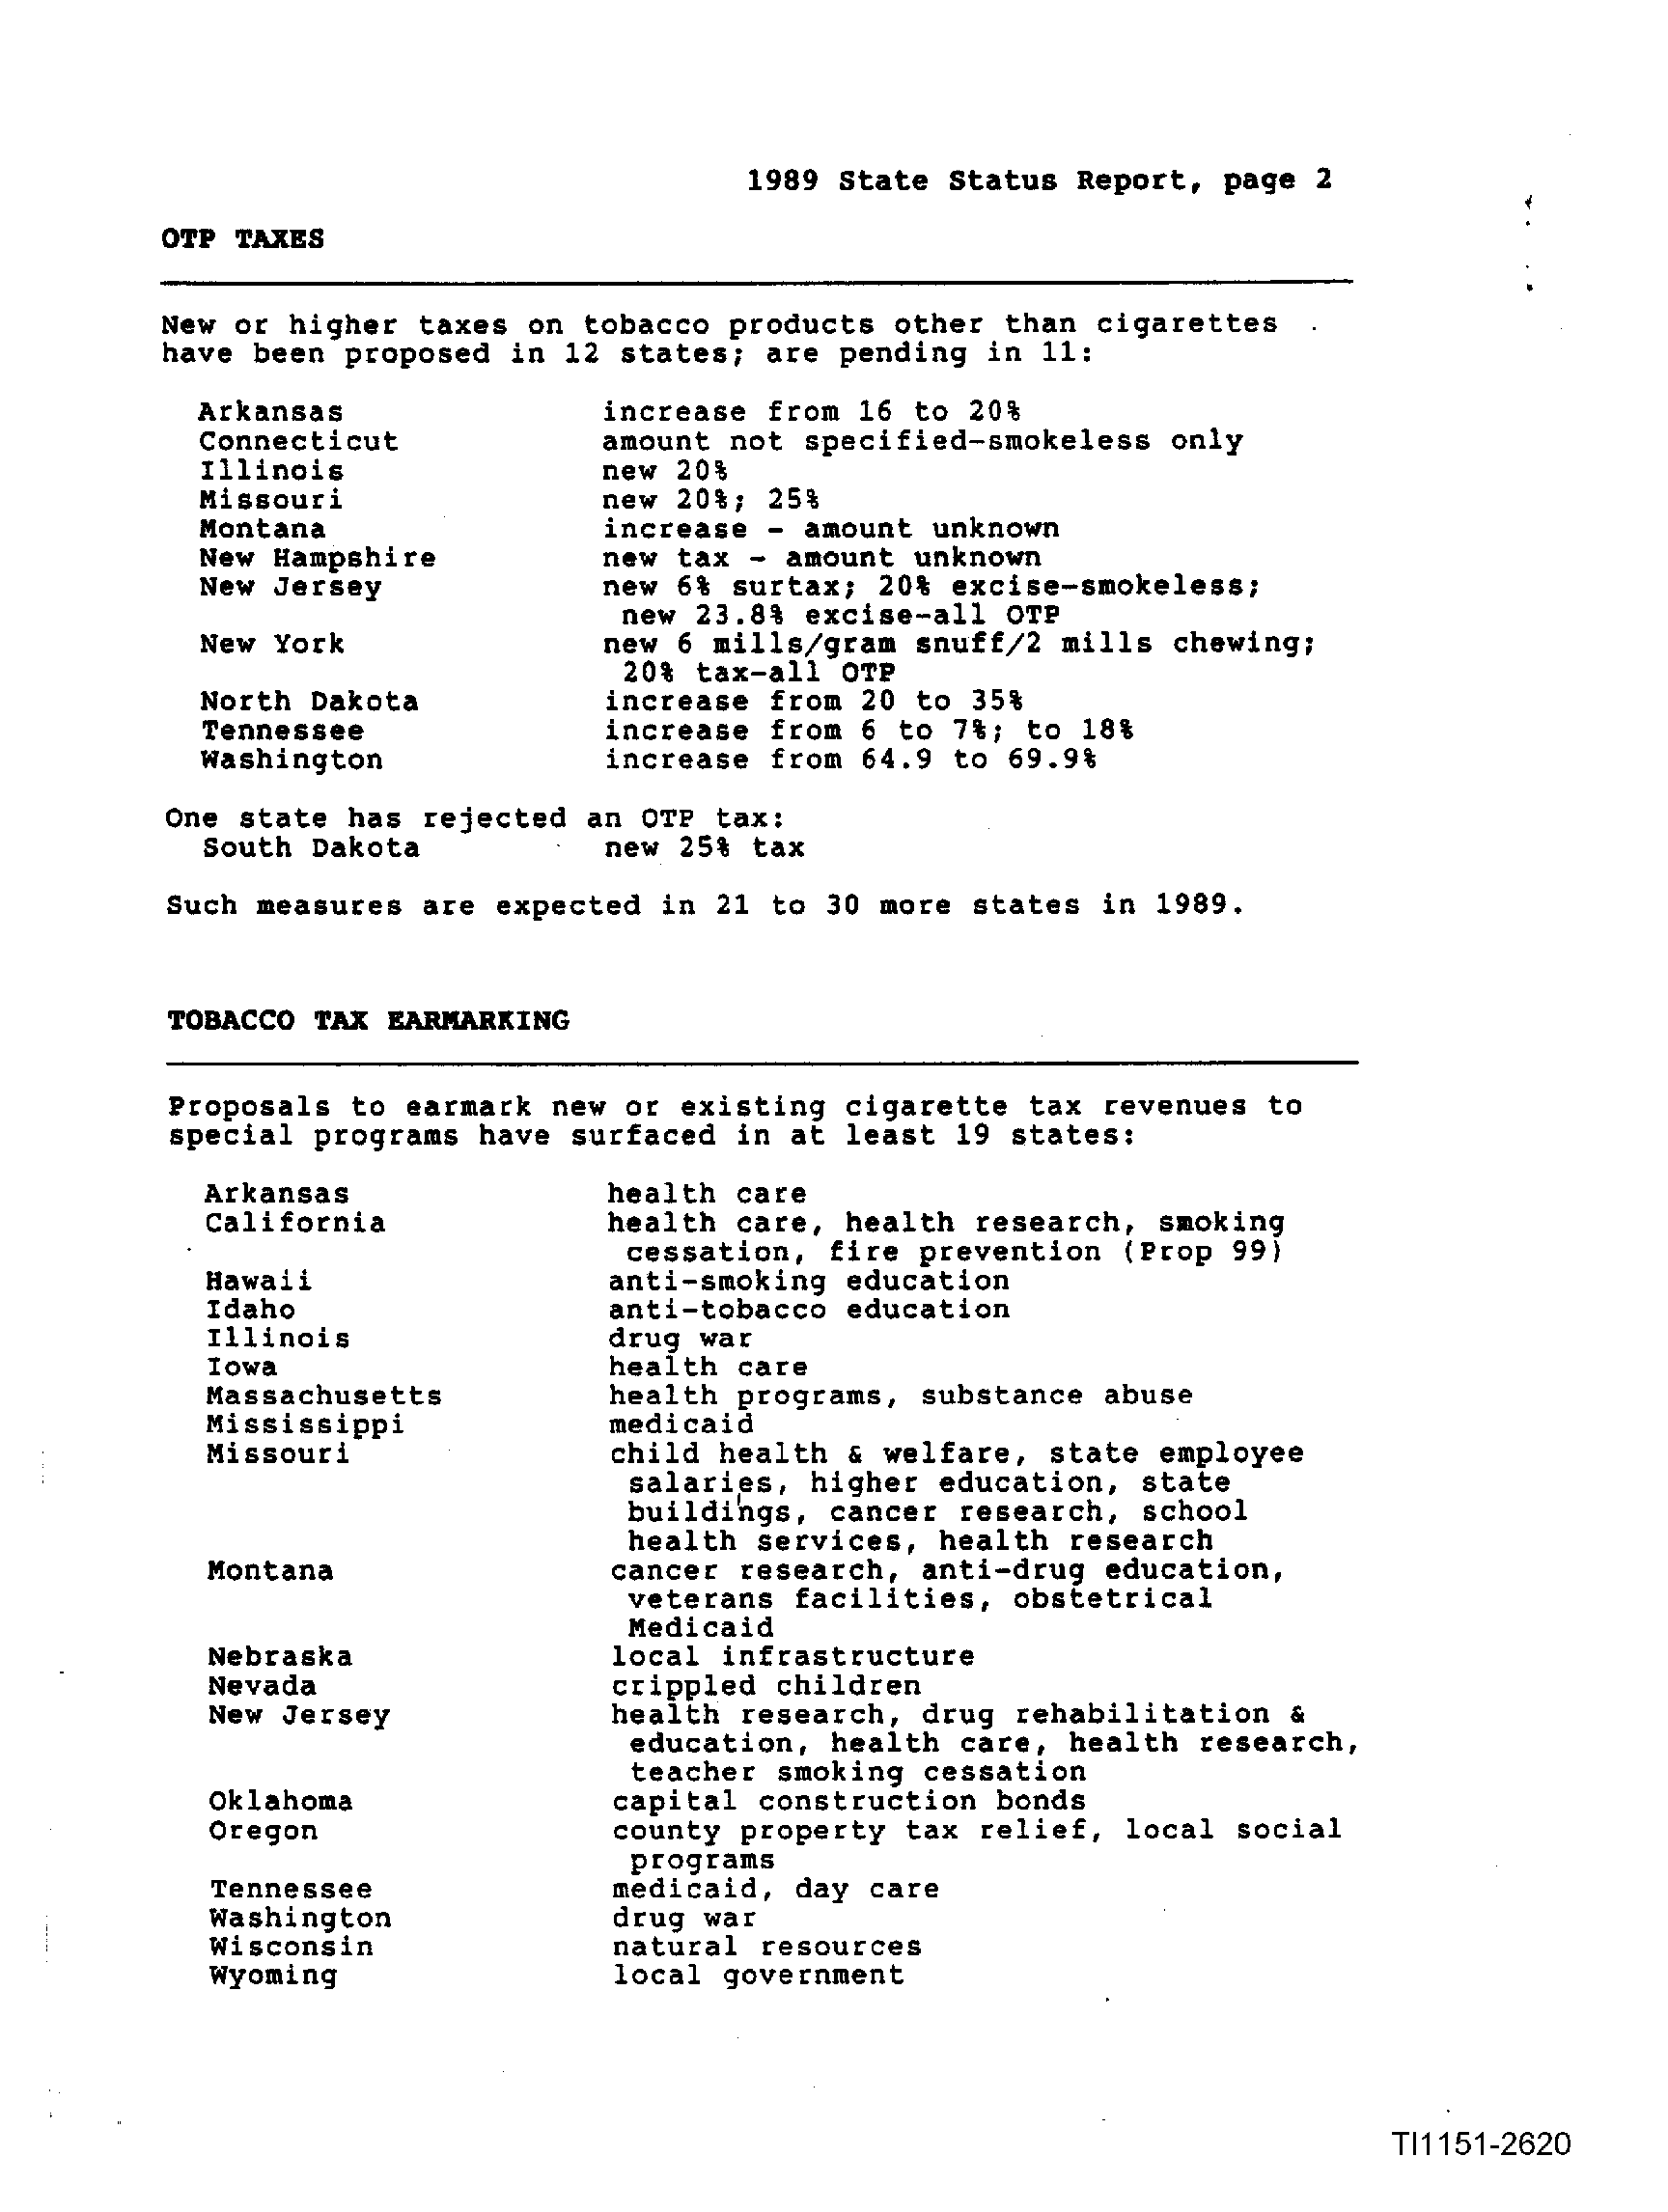 1989 State Status Report, page 2
OTP TAXES
New or higher taxes on tobacco products other than cigarettes
have been proposed in 12 states; are pending in 11:
Arkansas increase from 16 to 20%
Connecticut amount not specified-smokeless only
Illinois new 20%
Missouri new 20%; 25%
Montana increase - amount unknown
New Hampshire new tax - amount unknown
New Jersey new 6% surtax; 20% excise-smokeless;
new 23.8% excise-all OTP
New York new 6 mills/gram snuff/2 mills chewing;
20% tax-all OTP
North Dakota increase from 20 to 35%
Tennessee increase from 6 to 7%; to 18%
Washington increase from 64.9 to 69.9%
One state has rejected an OTP tax:
South Dakota new 25% tax
Such measures are expected in 21 to 30 more states in 1989.
TOBACCO TAX EARMARKING
Proposals to earmark new or existing cigarette tax revenues to
special programs have surfaced in at least 19 states:
Arkansas health care
California health care, health research, smoking
cessation, fire prevention (Prop 99)
Hawaii anti-smoking education
Idaho anti-tobacco education
Illinois drug war
Iowa health care
Massachusetts health programs, substance abuse
Mississippi medicaid
Missouri child health & welfare, state employee
salaries, higher education, state
buildings, cancer research, school
health services, health research
Montana cancer research, anti-drug education,
veterans facilities, obstetrical
Medicaid
Nebraska local infrastructure
Nevada crippled children
New Jersey health research, drug rehabilitation &
education, health care, health research,
teacher smoking cessation
Oklahoma capital construction bonds
Oregon county property tax relief, local social
programs
Tennessee medicaid, day care
Washington drug war
Wisconsin natural resources
Wyoming local government
TI1151-2620